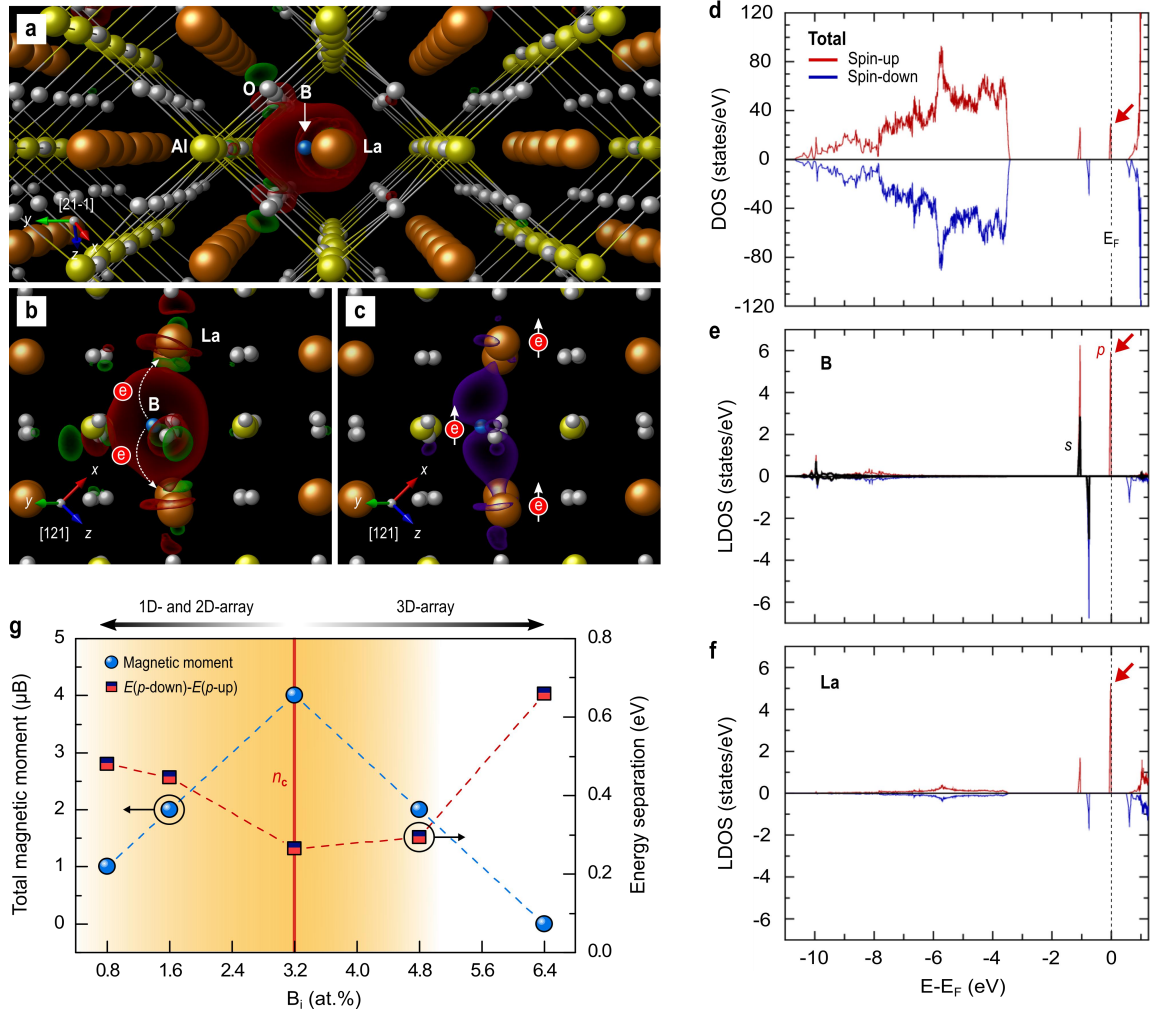 a
O
B
Al
La
[21-1]
y
x
z
b
La
e
B
e
x
y
z
[121]
c
e
e
e
x
y
z
[121]
1D- and 2D-array
3D-array
g
Magnetic moment
E(p-down)-E(p-up)
n_c
Total magnetic moment (μB)
5
4
3
2
1
0
Energy separation (eV)
0.8
0.6
0.4
0.2
0.0
0.8 1.6 2.4 3.2 4.0 4.8 5.6 6.4
B_i (at.%)
d
Total
Spin-up
Spin-down
E_F
DOS (states/eV)
120
80
40
0
-40
-80
-120
e
B
p
s
LDOS (states/eV)
6
4
2
0
-2
-4
-6
f
La
LDOS (states/eV)
6
4
2
0
-2
-4
-6
-10 -8 -6 -4 -2 0
E-E_F (eV)